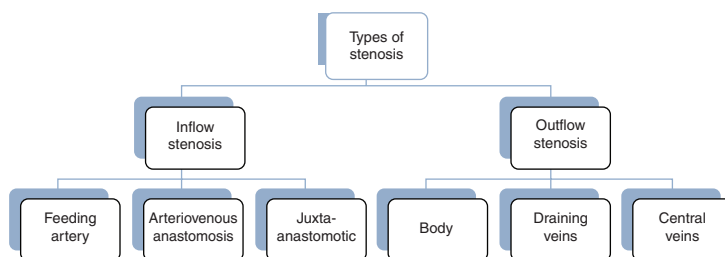 Types of
stenosis
Inflow
stenosis
Outflow
stenosis
Feeding
artery
Arteriovenous
anastomosis
Juxta-
anastomotic
Body
Draining
veins
Central
veins